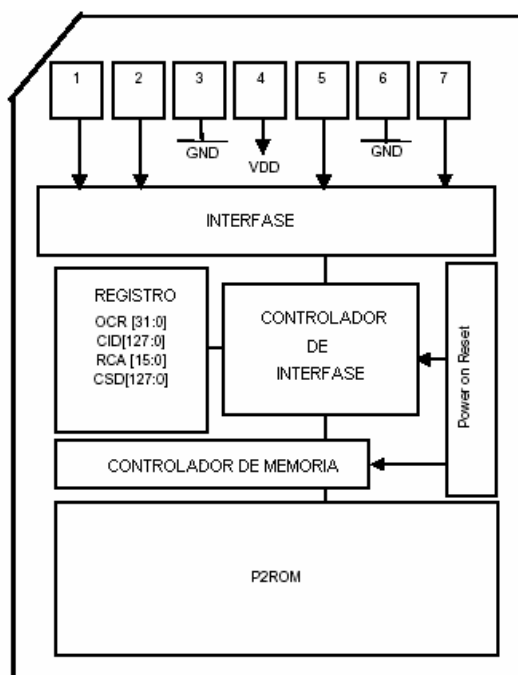 1 2 3 4 5 6 7
GND VDD GND
INTERFASE
REGISTRO
OCR [31:0]
CID[127:0]
RCA [15:0]
CSD[127:0]
CONTROLADOR
DE
INTERFASE
Power on Reset
CONTROLADOR DE MEMORIA
P2ROM